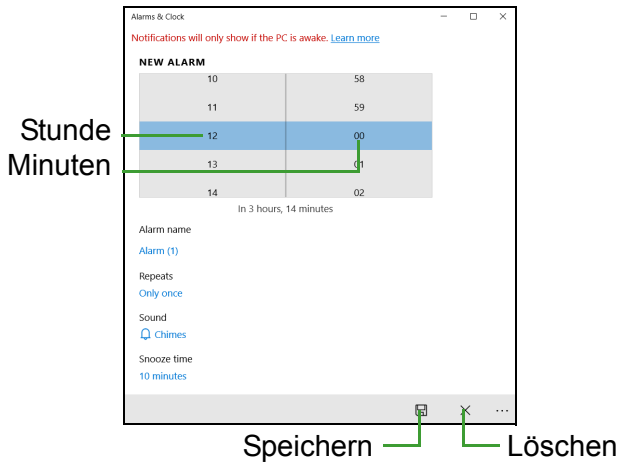 Alarms & Clock
Notifications will only show if the PC is awake. Learn more
NEW ALARM
10 58
11 59
Stunde
12 00
Minuten
13 01
14 02
In 3 hours, 14 minutes
Alarm name
Alarm (1)
Repeats
Only once
Sound
Chimes
Snooze time
10 minutes
...
Speichern
Löschen